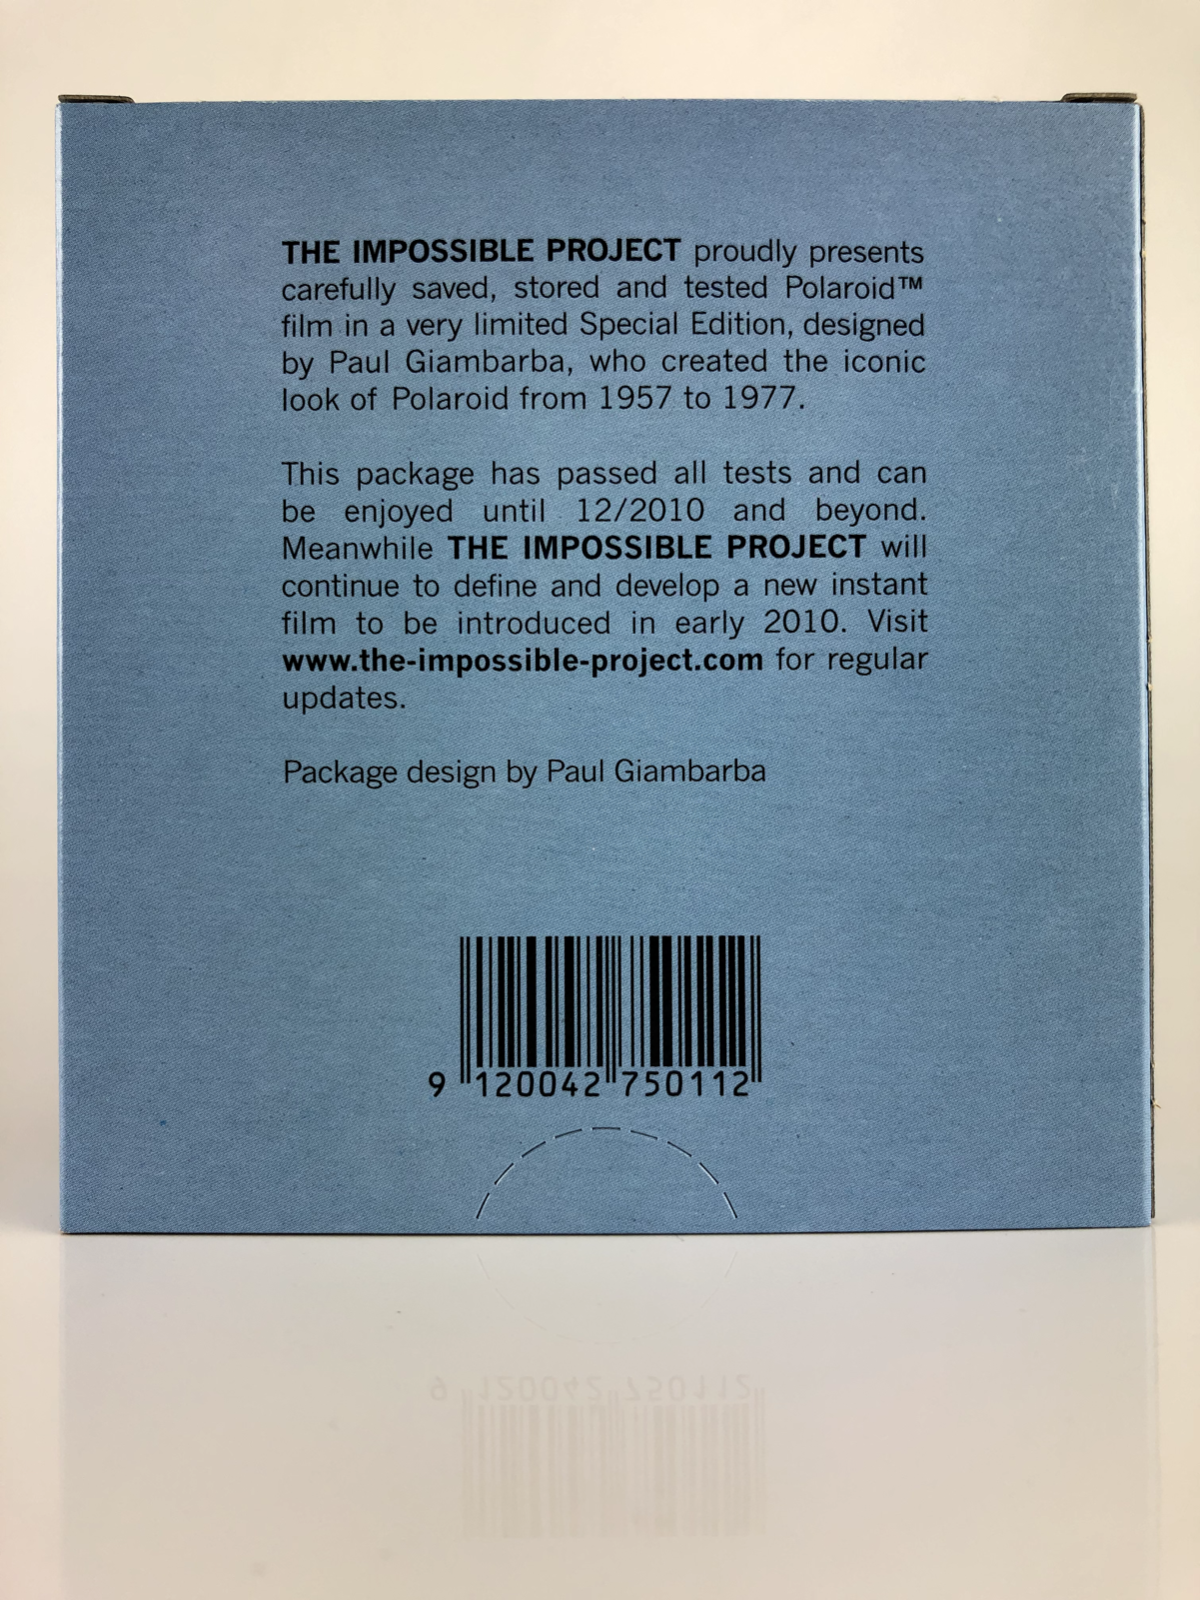 THE IMPOSSIBLE PROJECT proudly presents
carefully saved, stored and tested Polaroid™
film in a very limited Special Edition, designed
by Paul Giambarba, who created the iconic
look of Polaroid from 1957 to 1977.
This package has passed all tests and can
be enjoyed until 12/2010 and beyond.
Meanwhile THE IMPOSSIBLE PROJECT will
continue to define and develop a new instant
film to be introduced in early 2010. Visit
www.the-impossible-project.com for regular
updates.
Package design by Paul Giambarba
9 120042 750112